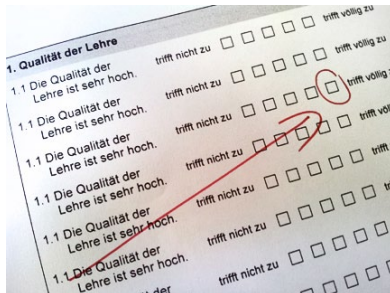 1. Qualität der Lehre
trifft nicht zu trifft völlig zu
1.1 Die Qualität der
Lehre ist sehr hoch.
trifft nicht zu trifft völlig zu
1.1 Die Qualität der
Lehre ist sehr hoch.
trifft nicht zu trifft völlig
1.1 Die Qualität der
Lehre ist sehr hoch.
trifft nicht zu trifft
1.1 Die Qualität der
Lehre ist sehr hoch.
trifft nicht zu trifft
1.1 Die Qualität der
Lehre ist sehr hoch.
trifft nicht zu
1.1 Die Qualität der
Lehre ist sehr hoch.
trifft nicht zu